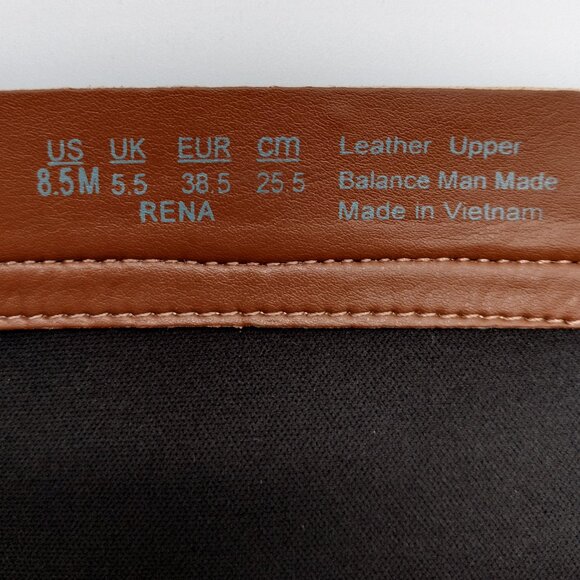 US UK EUR cm Leather Upper
8.5M 5.5 38.5 25.5 Balance Man Made
RENA Made in Vietnam